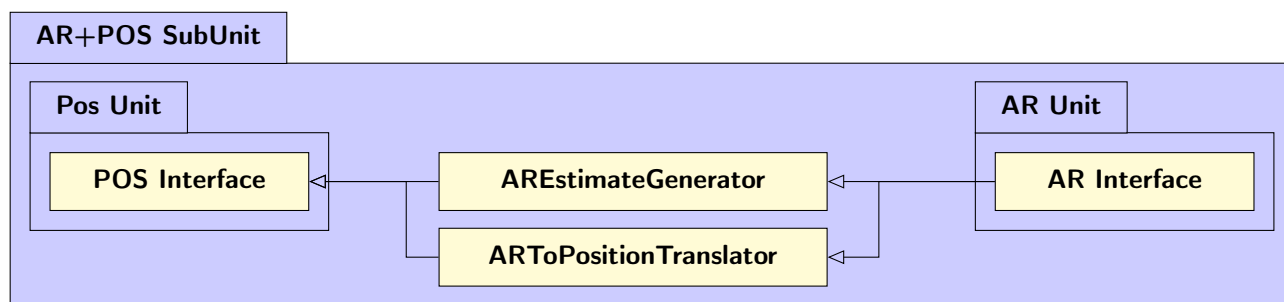 AR+POS SubUnit
Pos Unit
AR Unit
POS Interface
AREstimateGenerator
AR Interface
ARToPositionTranslator